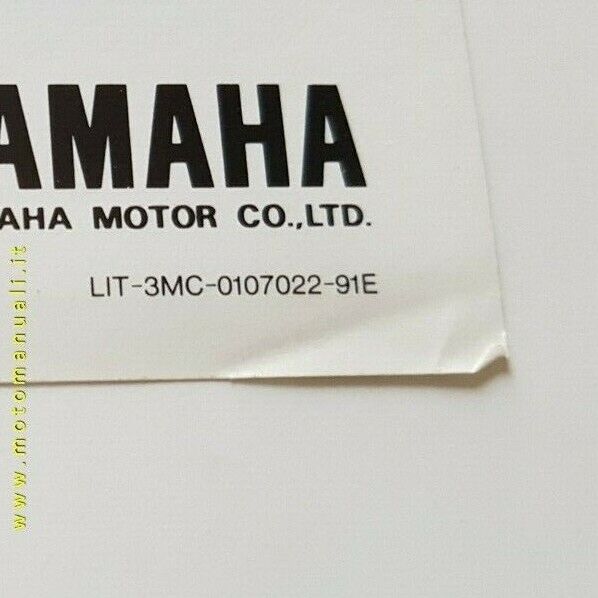 AMAHA
AHA MOTOR CO.,LTD.
LIT-3MC-0107022-91E
www.motomanuali.it